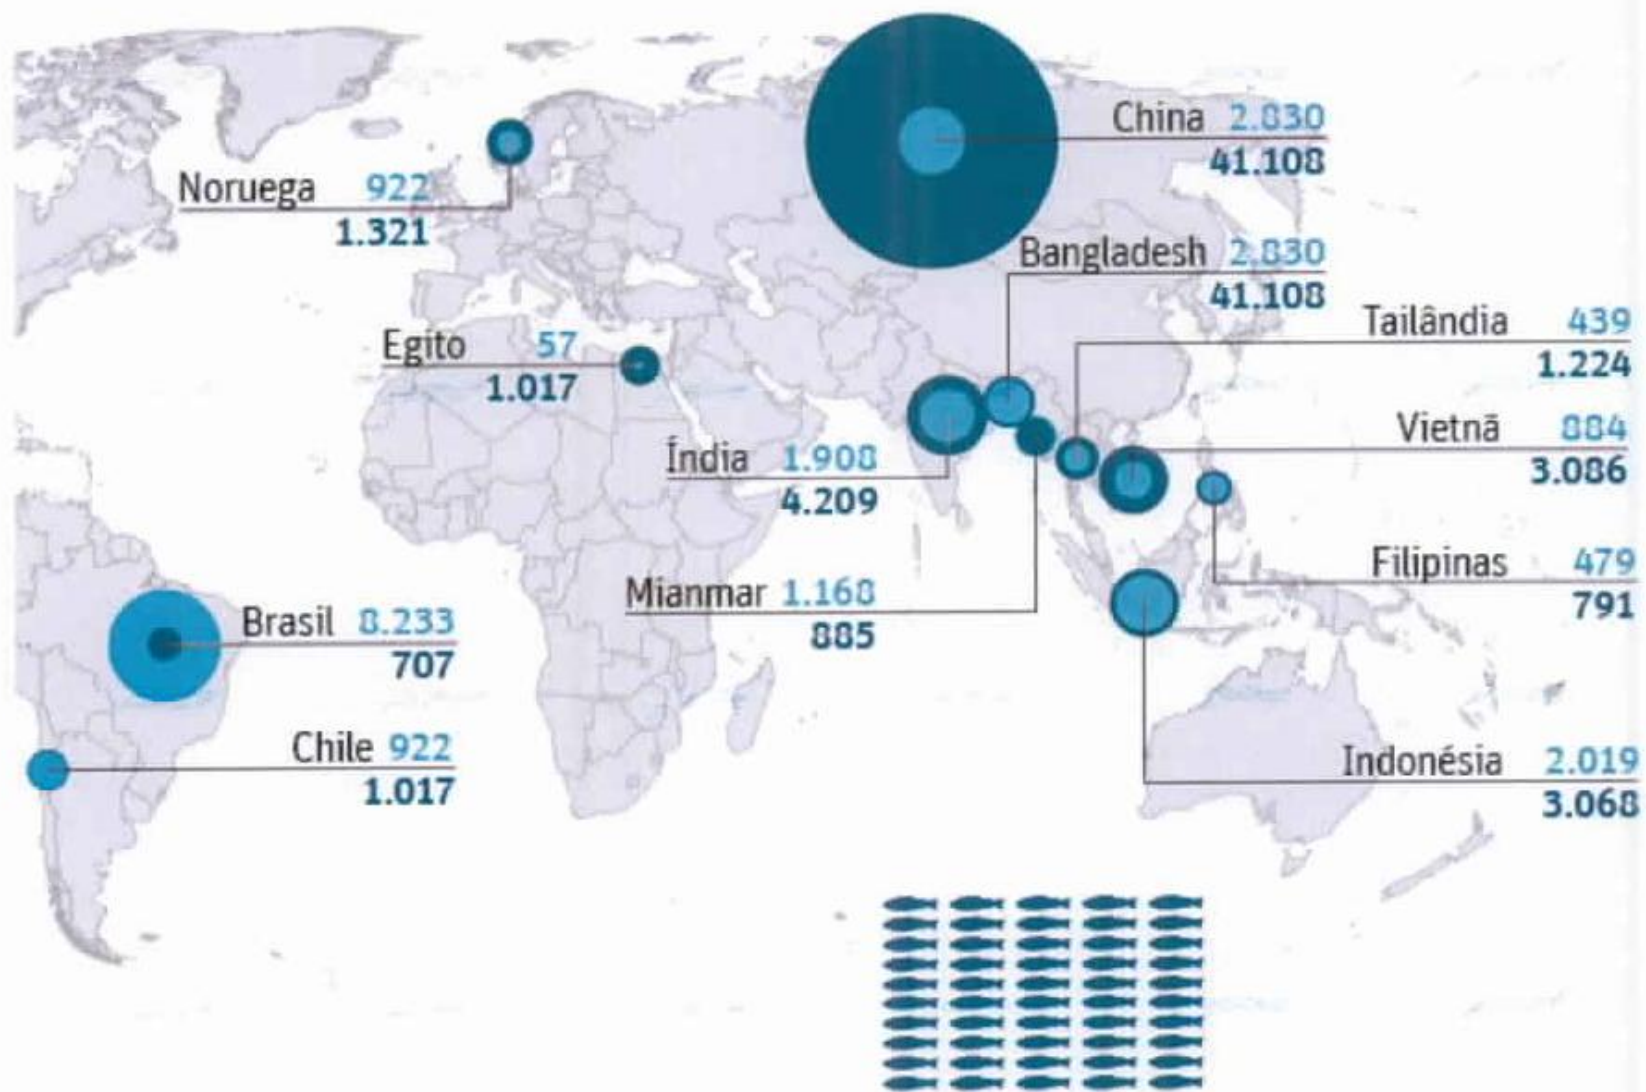 China 2.830
41.108
Noruega 922
1.321
Bangladesh 2.830
41.108
Tailândia 439
1.224
Egito 57
1.017
Vietnã 884
3.086
Índia 1.908
4.209
Filipinas 479
791
Mianmar 1.168
885
Brasil 8.233
707
Chile 922
1.017
Indonésia 2.019
3.068